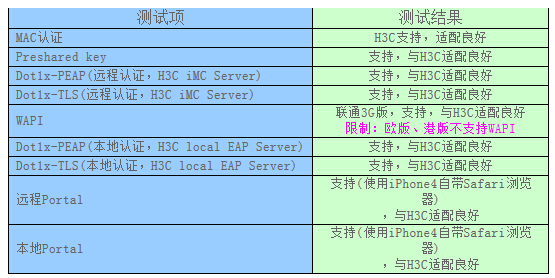 测试项 测试结果
MAC认证 H3C支持，适配良好
Preshared key 支持，与H3C适配良好
Dot1x-PEAP(远程认证，H3C iMC Server) 支持，与H3C适配良好
Dot1x-TLS(远程认证，H3C iMC Server) 支持，与H3C适配良好
WAPI 联通3G版，支持，与H3C适配良好
限制：欧版、港版不支持WAPI
Dot1x-PEAP(本地认证，H3C local EAP Server) 支持，与H3C适配良好
Dot1x-TLS(本地认证，H3C local EAP Server) 支持，与H3C适配良好
远程Portal 支持(使用iPhone4自带Safari浏览
器)
，与H3C适配良好
本地Portal 支持(使用iPhone4自带Safari浏览
器)
，与H3C适配良好